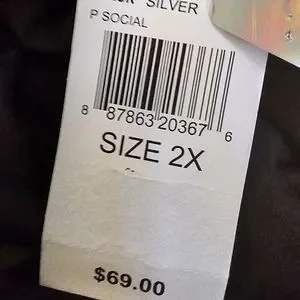 SILVER
P SOCIAL
8 87863 20367 6
SIZE 2X
$69.00